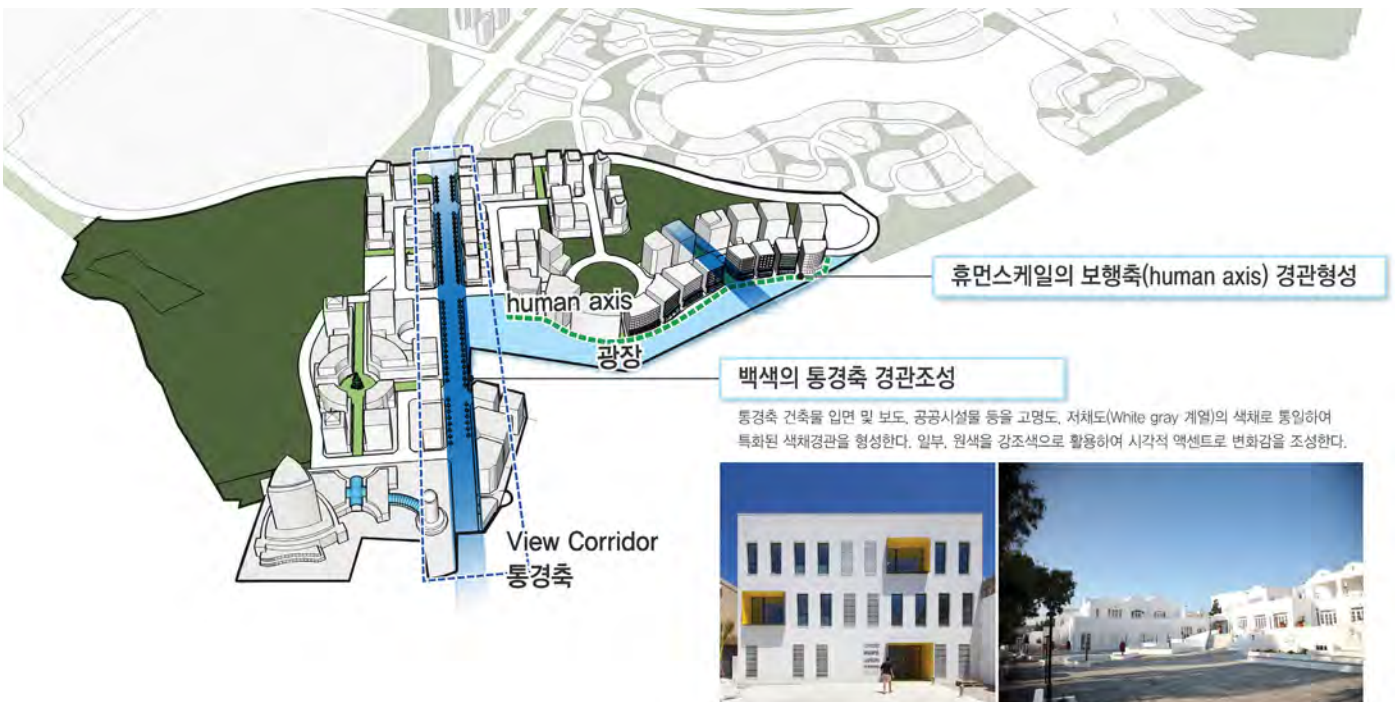 휴먼스케일의 보행축(human axis) 경관형성
human axis
광장
백색의 통경축 경관조성
통경축 건축물 입면 및 보도, 공공시설물 등을 고명도, 저채도(White gray 계열)의 색채로 통일하여
특화된 색채경관을 형성한다. 일부, 원색을 강조색으로 활용하여 시각적 액센트로 변화감을 조성한다.
View Corridor
통경축